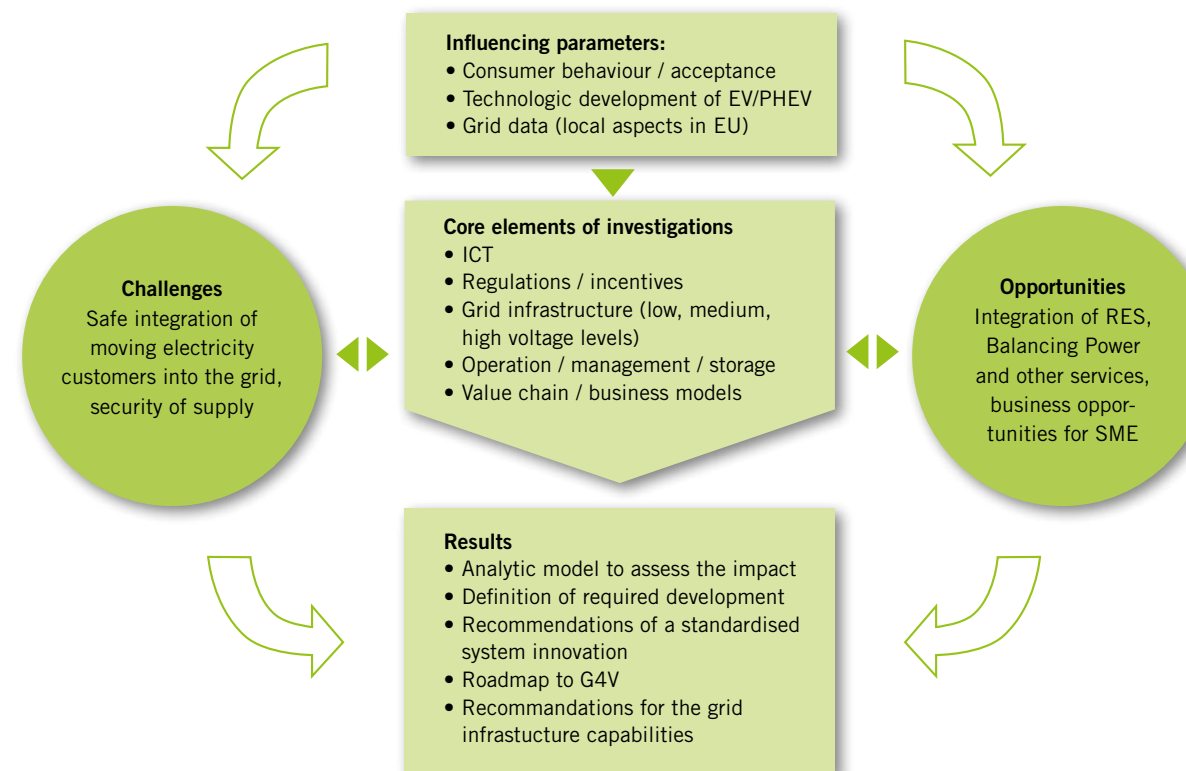 Influencing parameters:
• Consumer behaviour / acceptance
• Technologic development of EV/PHEV
• Grid data (local aspects in EU)
Core elements of investigations
• ICT
• Regulations / incentives
• Grid infrastructure (low, medium,
high voltage levels)
• Operation / management / storage
• Value chain / business models
Challenges
Safe integration of
moving electricity
customers into the grid,
security of supply
Opportunities
Integration of RES,
Balancing Power
and other services,
business oppor-
tunities for SME
Results
• Analytic model to assess the impact
• Definition of required development
• Recommendations of a standardised
system innovation
• Roadmap to G4V
• Recommandations for the grid
infrastucture capabilities